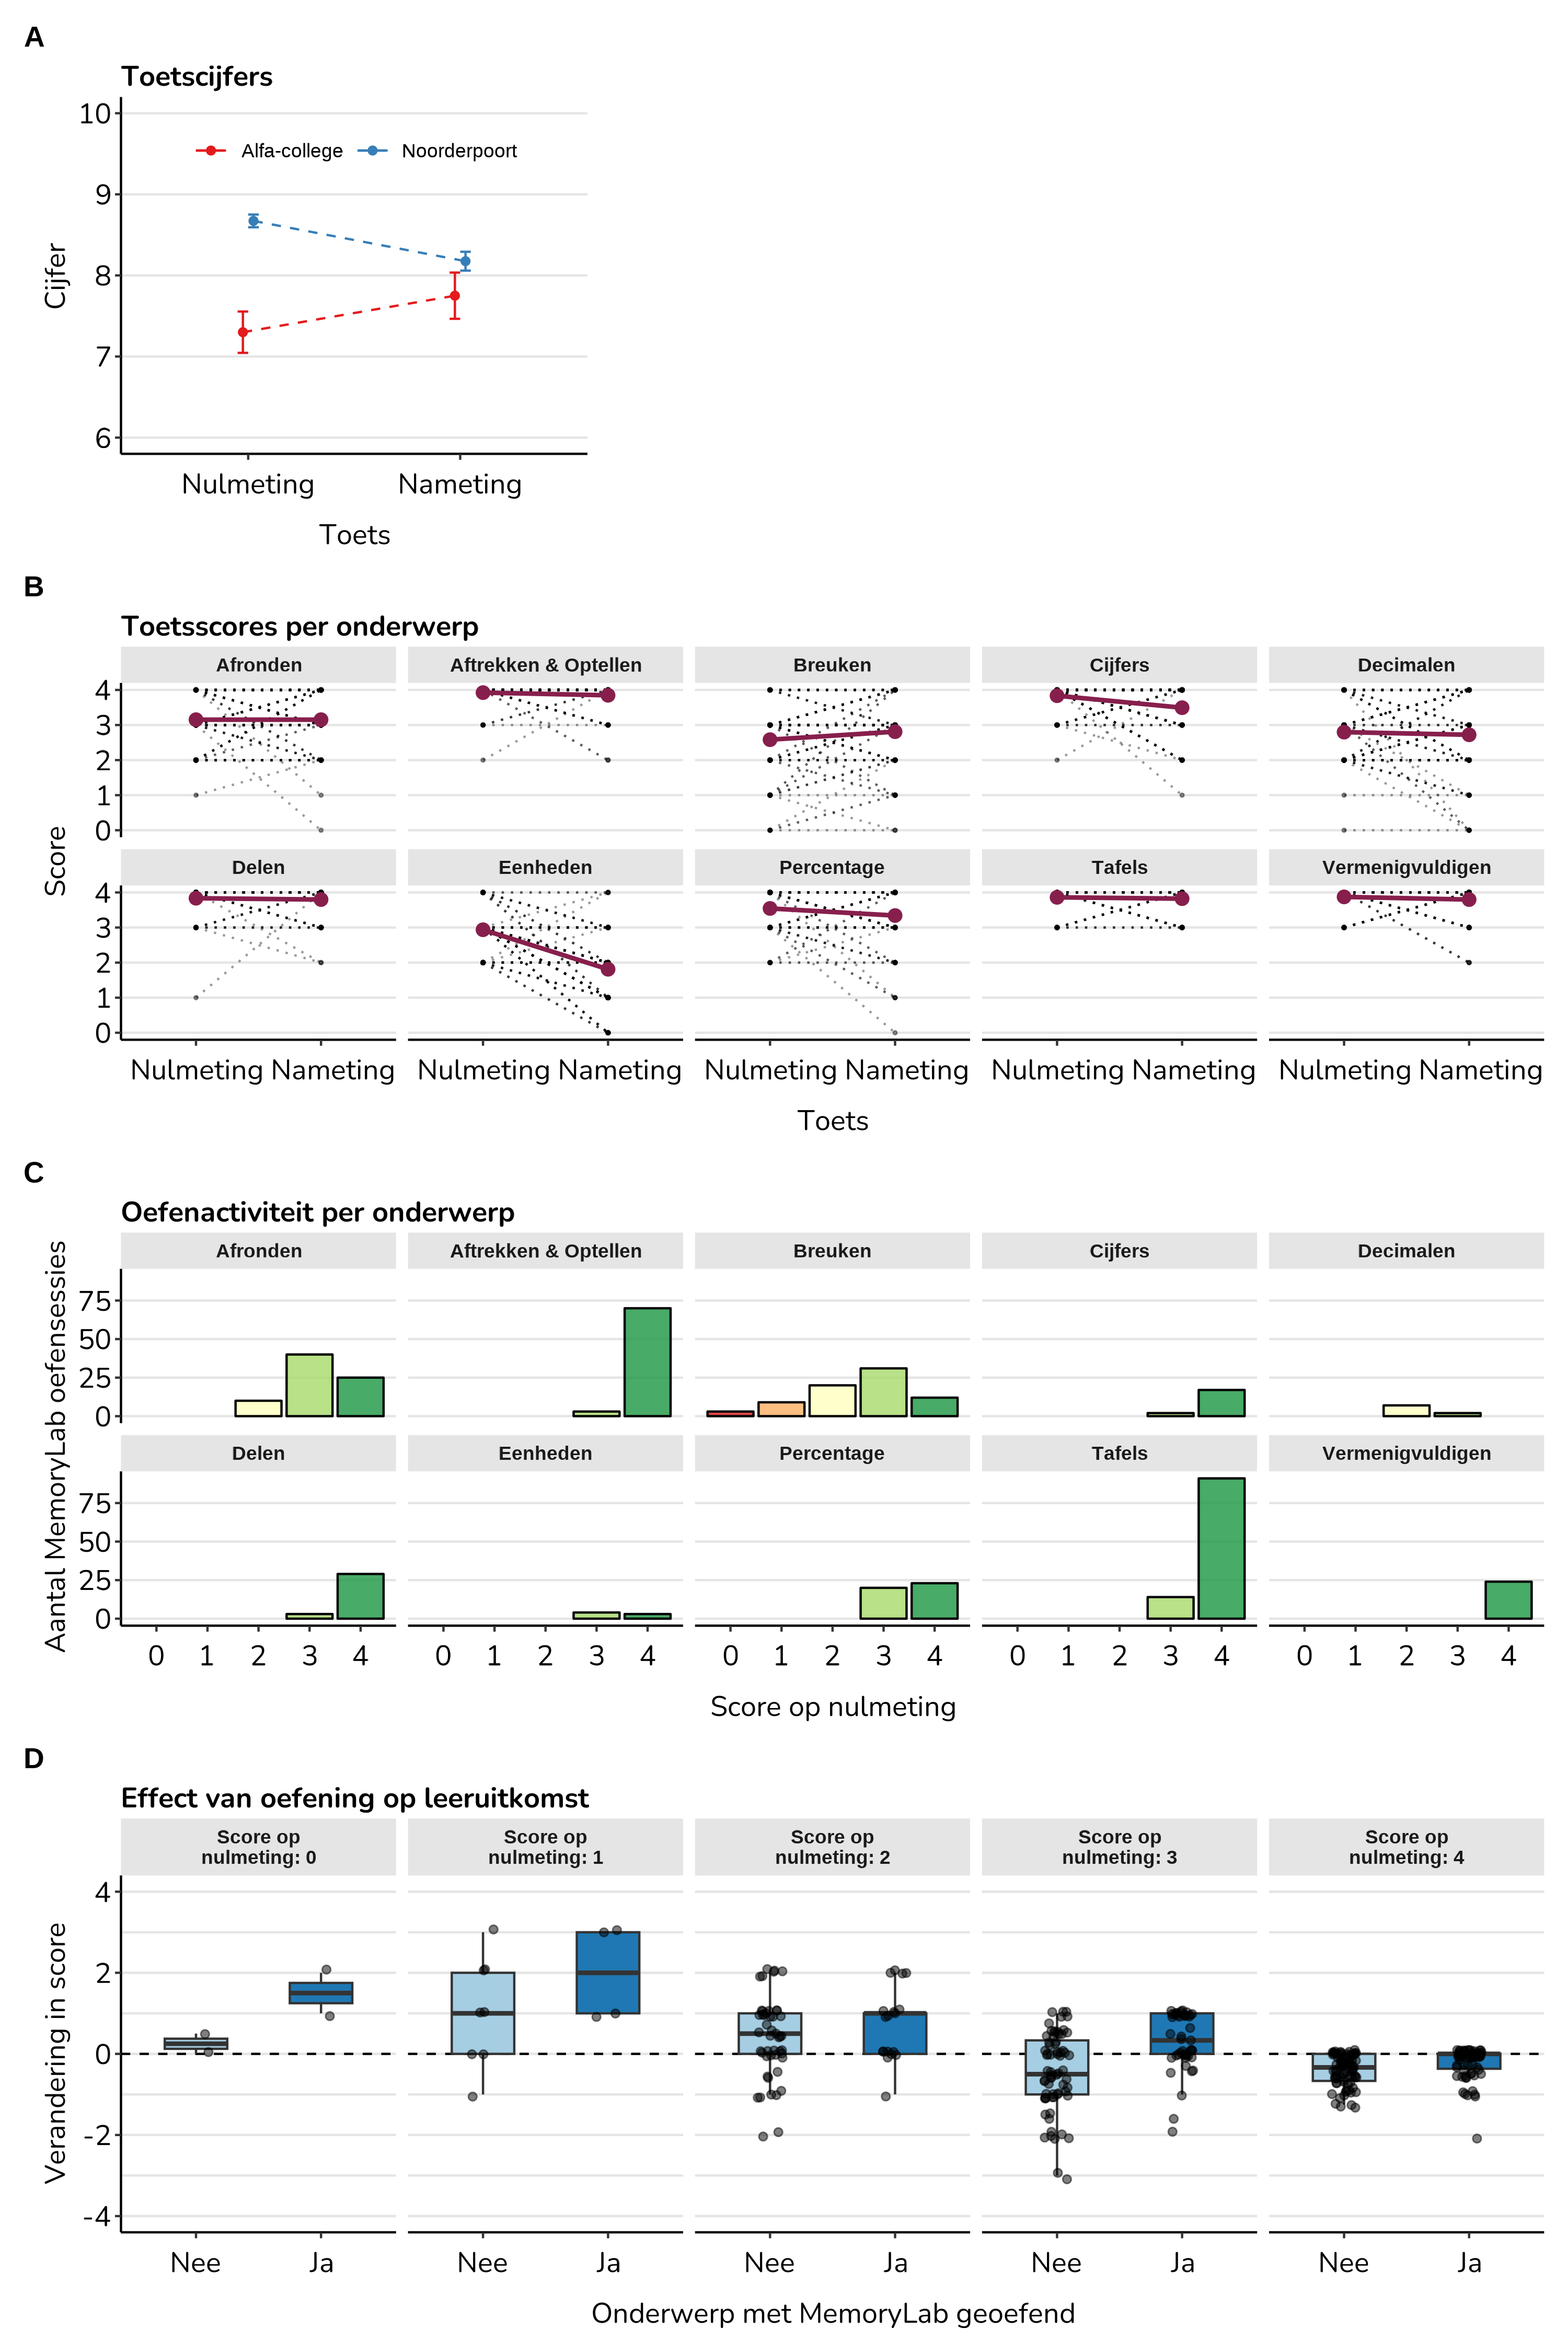 A
Toetscijfers
10
9
8
7
6
Cijfer
Alfa-college Noorderpoort
Nulmeting Nameting
Toets
B
Toetsscores per onderwerp
Afronden Aftrekken & Optellen Breuken Cijfers Decimalen
4
3
2
1
0
Score
Delen Eenheden Percentage Tafels Vermenigvuldigen
4
3
2
1
0
Nulmeting Nameting Nulmeting Nameting Nulmeting Nameting Nulmeting Nameting Nulmeting Nameting
Toets
C
Oefenactiviteit per onderwerp
Afronden Aftrekken & Optellen Breuken Cijfers Decimalen
75
50
25
0
Aantal MemoryLab oefensessies
Delen Eenheden Percentage Tafels Vermenigvuldigen
75
50
25
0
0 1 2 3 4 0 1 2 3 4 0 1 2 3 4 0 1 2 3 4 0 1 2 3 4
Score op nulmeting
D
Effect van oefening op leeruitkomst
Score op nulmeting: 0
Score op nulmeting: 1
Score op nulmeting: 2
Score op nulmeting: 3
Score op nulmeting: 4
4
2
0
-2
-4
Verandering in score
Nee Ja Nee Ja Nee Ja Nee Ja Nee Ja
Onderwerp met MemoryLab geoefend